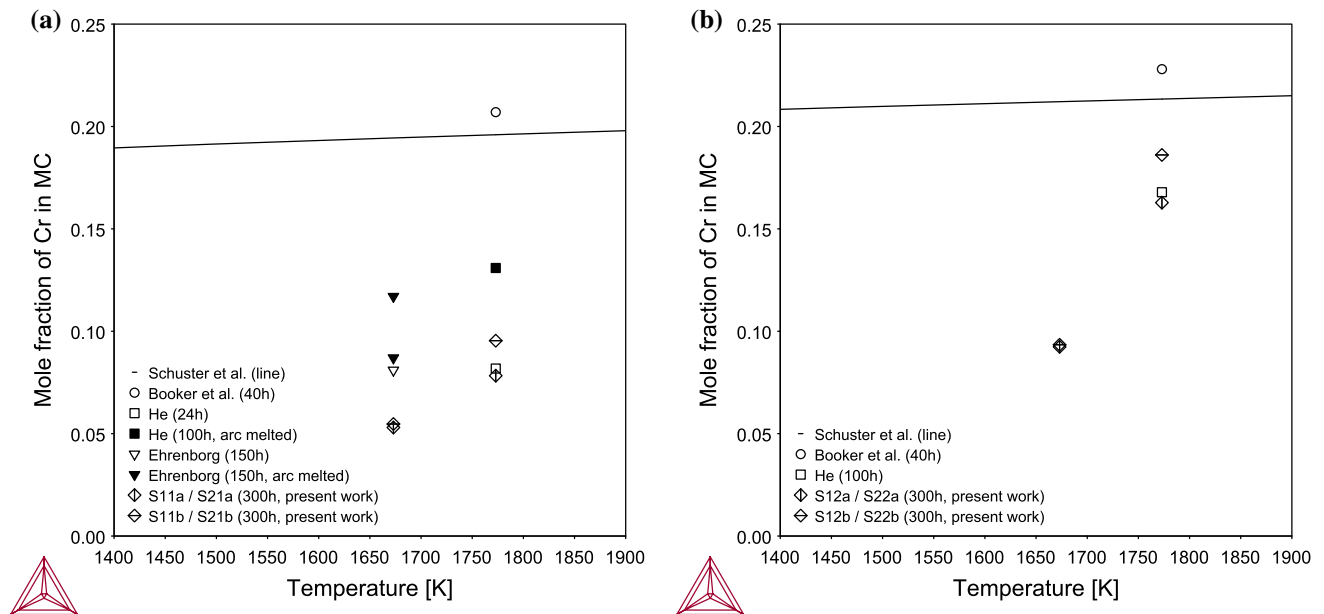 (a)
0.25
0.20
0.15
0.10
0.05
0.00
Mole fraction of Cr in MC
Schuster et al. (line)
Booker et al. (40h)
He (24h)
He (100h, arc melted)
Ehrenborg (150h)
Ehrenborg (150h, arc melted)
S11a / S21a (300h, present work)
S11b / S21b (300h, present work)
1400 1450 1500 1550 1600 1650 1700 1750 1800 1850 1900
Temperature [K]
(b)
0.25
0.20
0.15
0.10
0.05
0.00
Mole fraction of Cr in MC
Schuster et al. (line)
Booker et al. (40h)
He (100h)
S12a / S22a (300h, present work)
S12b / S22b (300h, present work)
1400 1450 1500 1550 1600 1650 1700 1750 1800 1850 1900
Temperature [K]